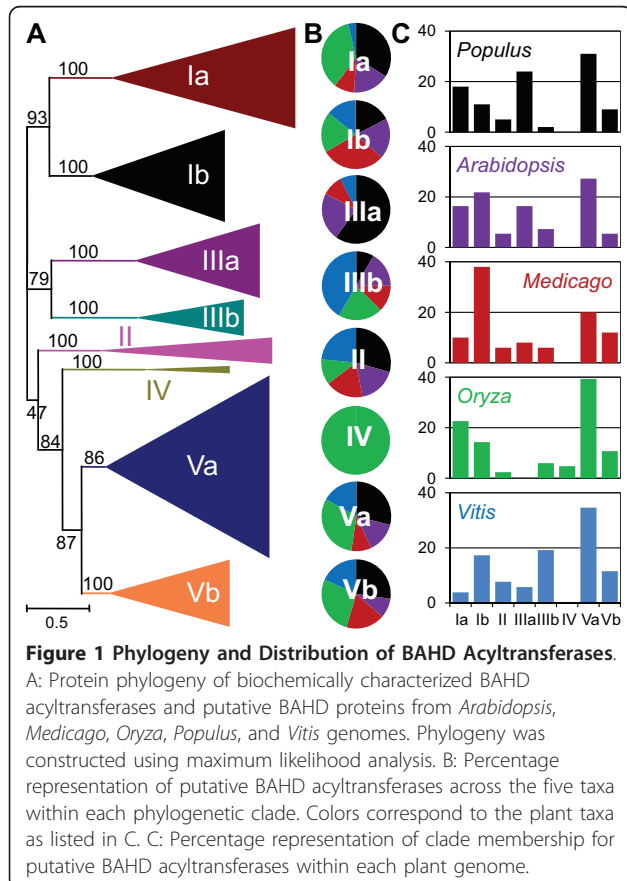 A
B
C
100
Ia
93
100
Ib
100
IIIa
79
100
IIIb
II
100
100
IV
47
84
86
Va
87
100
Vb
0.5
Ia
Ib
IIIa
IIIb
II
IV
Va
Vb
40
20
0
Populus
40
20
0
Arabidopsis
40
20
0
Medicago
40
20
0
Oryza
40
20
0
Vitis
Ia Ib II IIIa IIIb IV Va Vb
Figure 1 Phylogeny and Distribution of BAHD Acyltransferases.
A: Protein phylogeny of biochemically characterized BAHD
acyltransferases and putative BAHD proteins from Arabidopsis,
Medicago, Oryza, Populus, and Vitis genomes. Phylogeny was
constructed using maximum likelihood analysis. B: Percentage
representation of putative BAHD acyltransferases across the five taxa
within each phylogenetic clade. Colors correspond to the plant taxa
as listed in C. C: Percentage representation of clade membership for
putative BAHD acyltransferases within each plant genome.